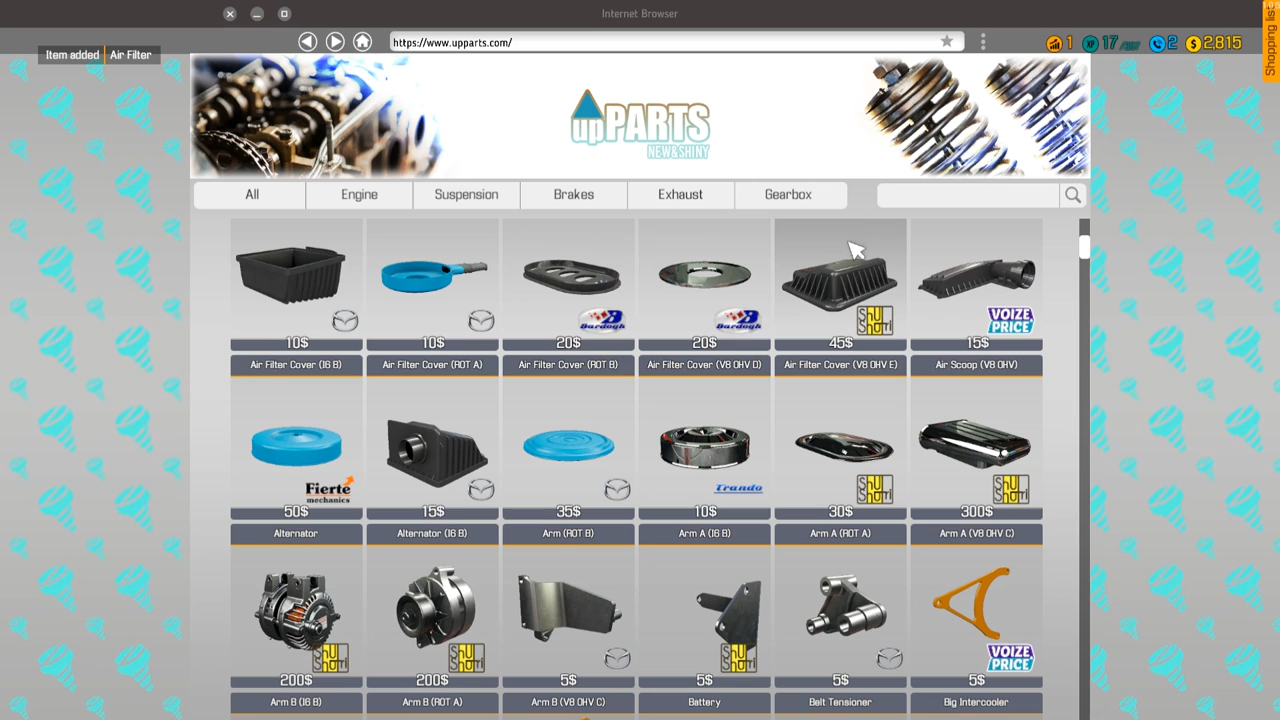 Internet Browser
https://www.upparts.com/
Item added Air Filter
1 17 2 2,815
Shopping list
upPARTS
NEW&SHINY
All Engine Suspension Brakes Exhaust Gearbox
Bardogh Bardogh ShuShuTi VOIZE PRICE
10$ 10$ 20$ 20$ 45$ 15$
Air Filter Cover (I6 B) Air Filter Cover (ROT A) Air Filter Cover (ROT B) Air Filter Cover (V8 OHV D) Air Filter Cover (V8 OHV E) Air Scoop (V8 OHV)
Fierte mechanics Trando
50$ 15$ 35$ 10$ 30$ 300$
Alternator Alternator (I6 B) Arm (ROT B) Arm A (I6 B) Arm A (ROT A) Arm A (V8 OHV C)
VOIZE PRICE
200$ 200$ 5$ 5$ 5$ 5$
Arm B (I6 B) Arm B (ROT A) Arm B (V8 OHV C) Battery Belt Tensioner Big Intercooler